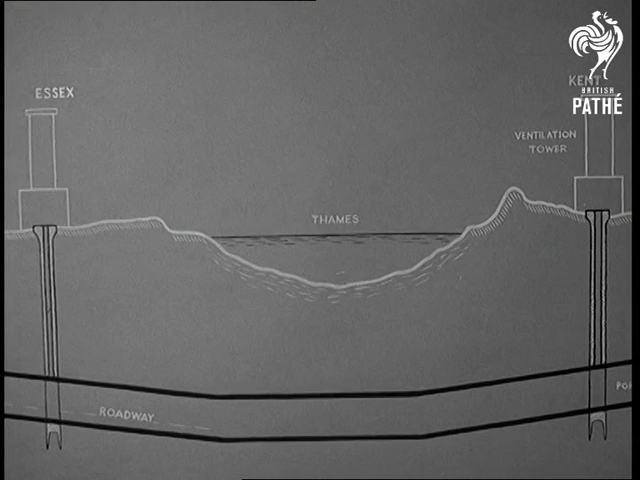 ESSEX
KENT
BRITISH
PATHÉ
VENTILATION
TOWER
THAMES
ROADWAY